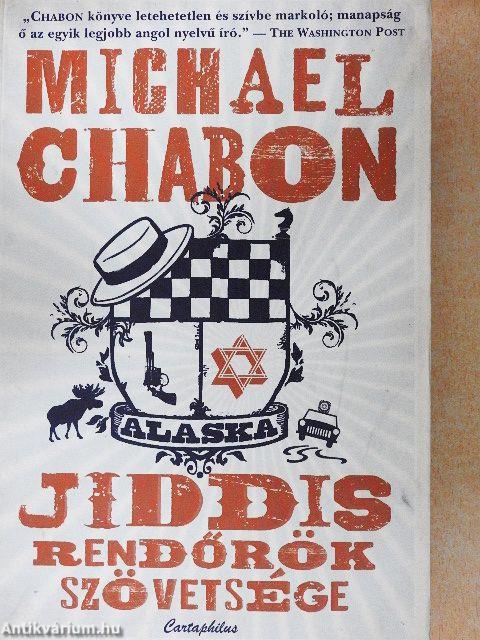 „CHABON könyve letehetetlen és szívbe markoló; manapság
ő az egyik legjobb angol nyelvű író.” — THE WASHINGTON POST
MICHAEL
CHABON
ALASKA
JIDDIS
RENDŐRÖK
SZÖVETSÉGE
Cartaphilus
Antikvárium.hu